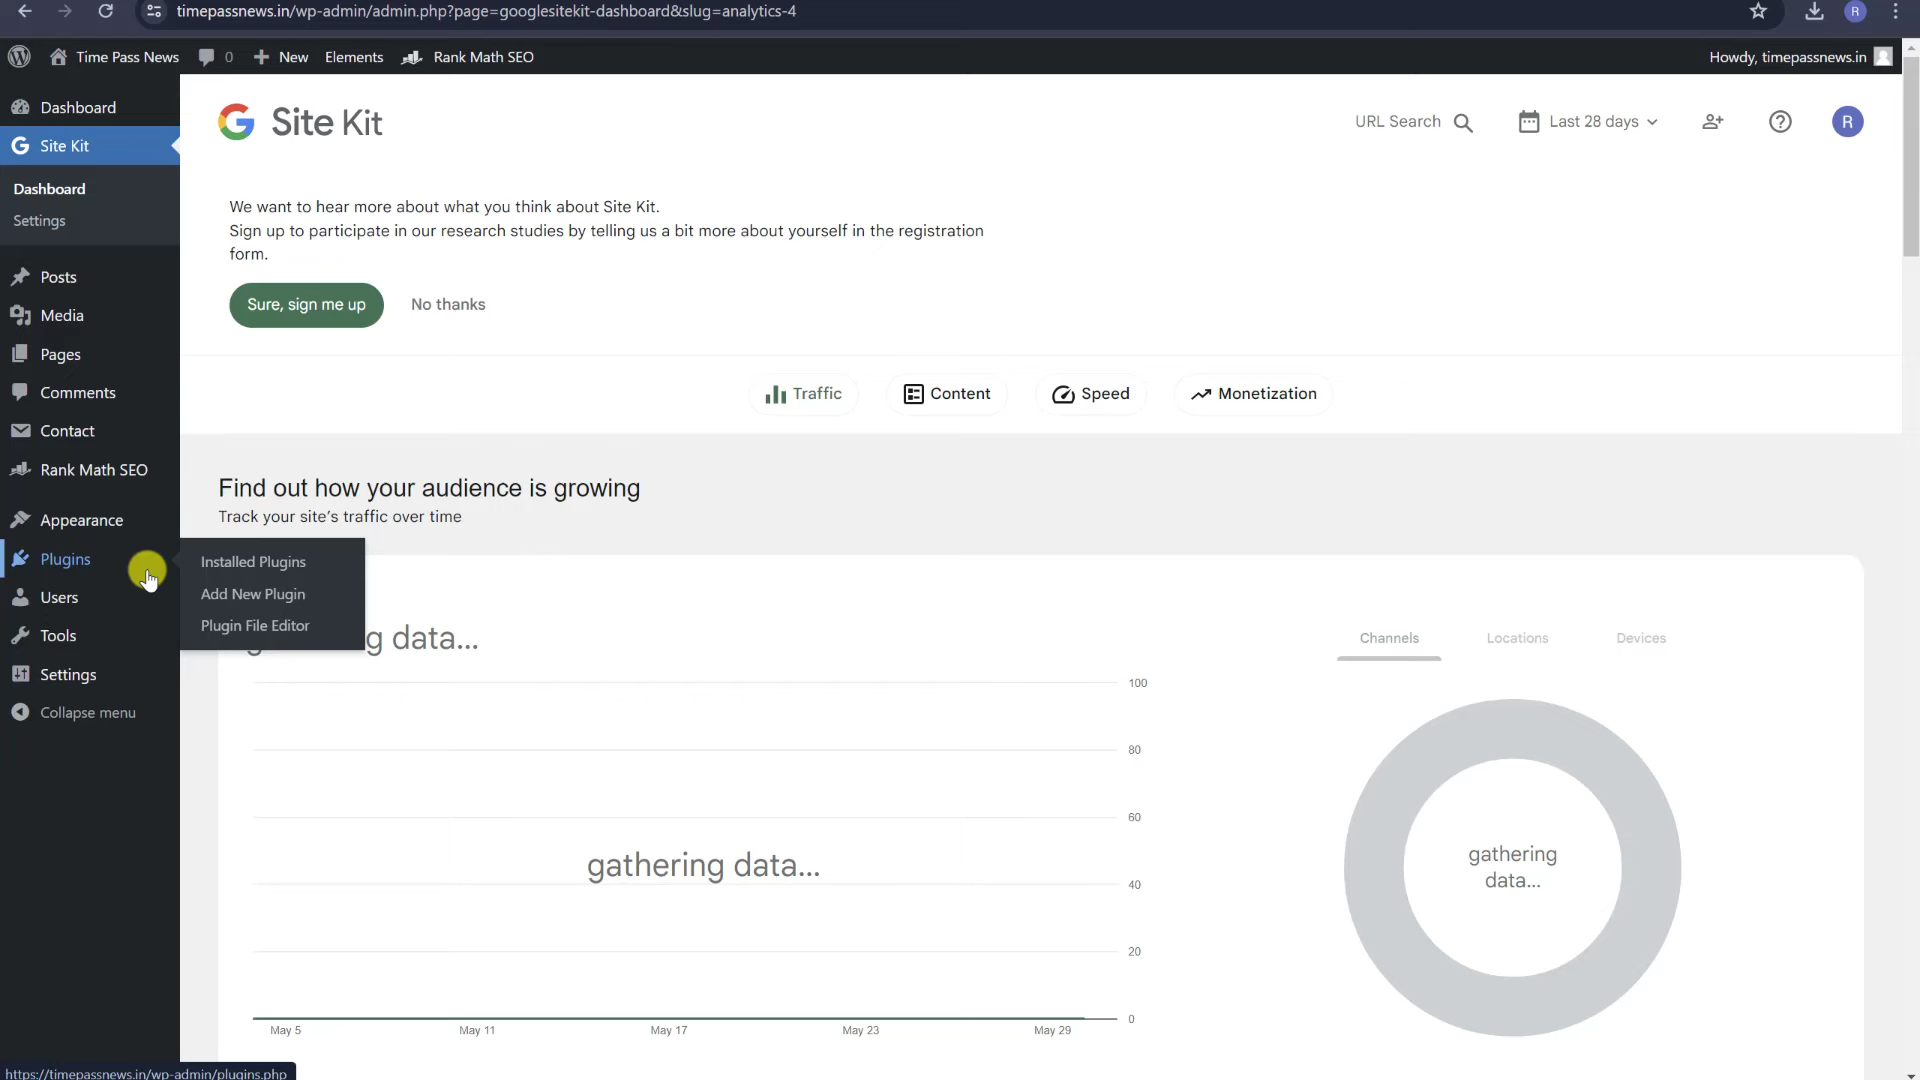 timepassnews.in/wp-admin/admin.php?page=googlesitekit-dashboard&slug=analytics-4
R
Time Pass News
0
New
Elements
Rank Math SEO
Howdy, timepassnews.in
Dashboard
Site Kit
Dashboard
Settings
Posts
Media
Pages
Comments
Contact
Rank Math SEO
Appearance
Plugins
Users
Tools
Settings
Collapse menu
Installed Plugins
Add New Plugin
Plugin File Editor
Site Kit
URL Search
Last 28 days
R
We want to hear more about what you think about Site Kit.
Sign up to participate in our research studies by telling us a bit more about yourself in the registration
form.
Sure, sign me up
No thanks
Traffic
Content
Speed
Monetization
Find out how your audience is growing
Track your site's traffic over time
g data...
Channels
Locations
Devices
100
80
60
40
20
0
gathering data...
May 5
May 11
May 17
May 23
May 29
gathering
data...
https://timepassnews.in/wp-admin/plugins.php